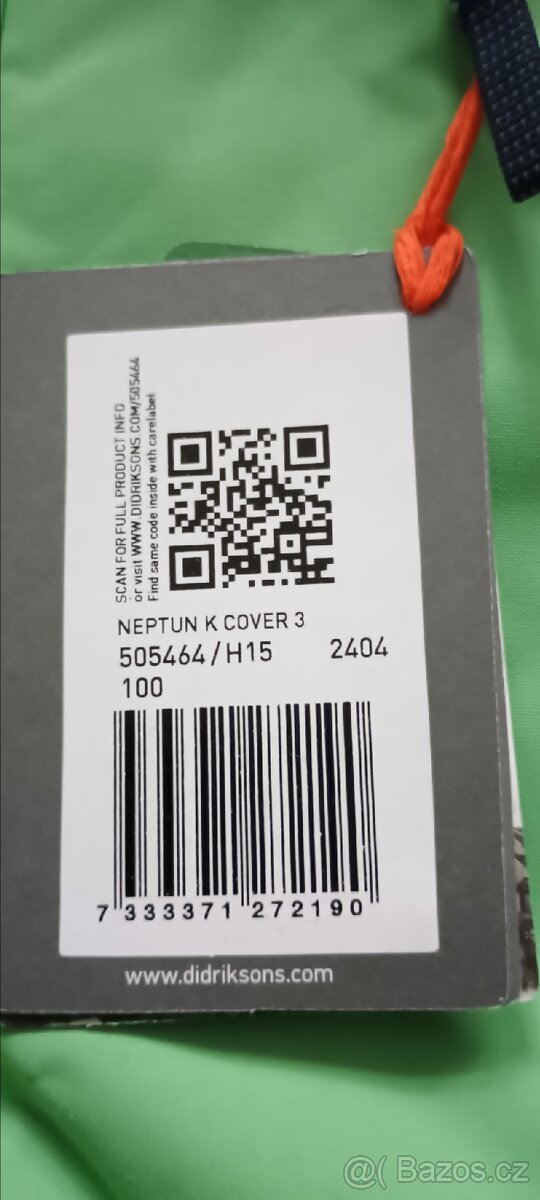 SCAN FOR FULL PRODUCT INFO
or visit WWW.DIDRIKSONS.COM/505464
Find same code inside with carelabel
NEPTUN K COVER 3
505464/H15 2404
100
7 333371 272190
www.didriksons.com
@( Bazoš.cz